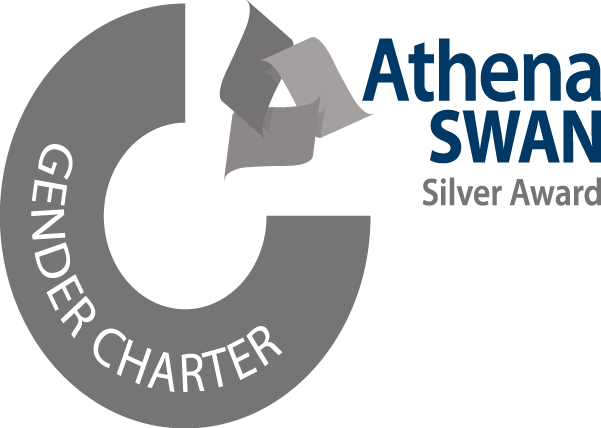 Athena
SWAN
Silver Award
GENDER CHARTER